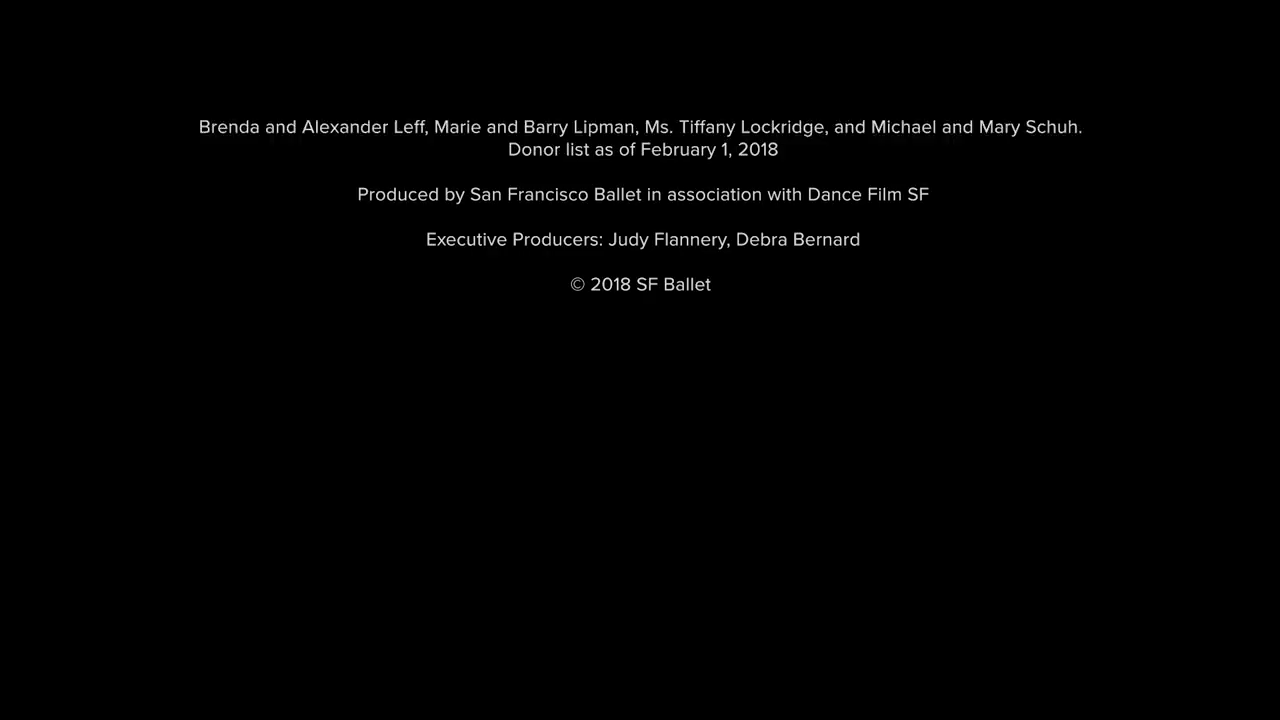 Brenda and Alexander Leff, Marie and Barry Lipman, Ms. Tiffany Lockridge, and Michael and Mary Schuh.
Donor list as of February 1, 2018
Produced by San Francisco Ballet in association with Dance Film SF
Executive Producers: Judy Flannery, Debra Bernard
© 2018 SF Ballet